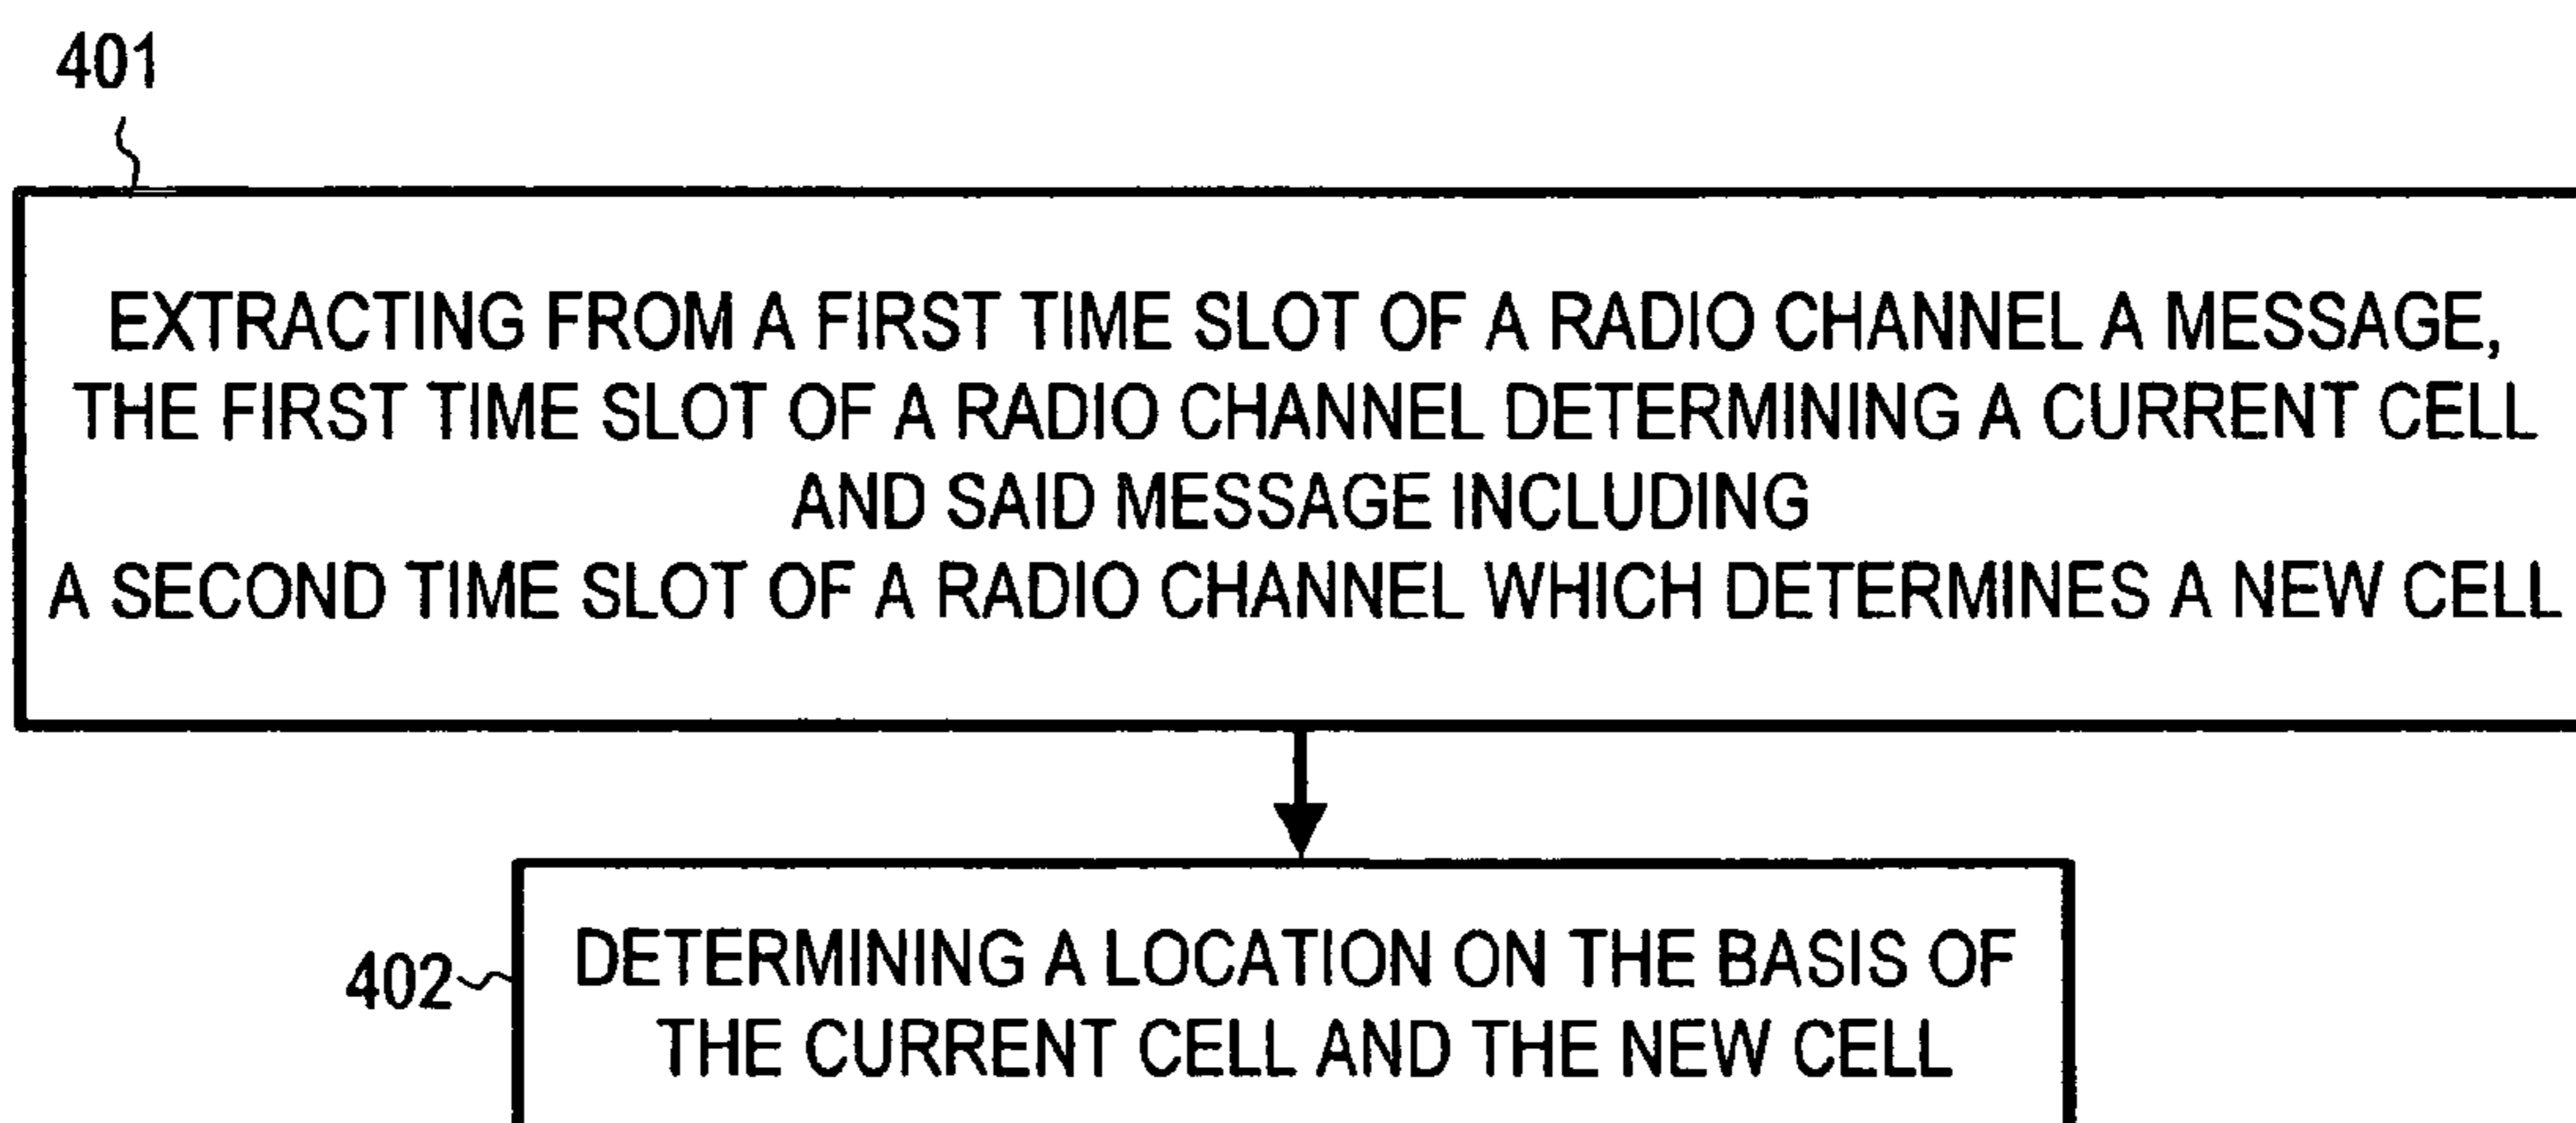 401
EXTRACTING FROM A FIRST TIME SLOT OF A RADIO CHANNEL A MESSAGE,
THE FIRST TIME SLOT OF A RADIO CHANNEL DETERMINING A CURRENT CELL
AND SAID MESSAGE INCLUDING
A SECOND TIME SLOT OF A RADIO CHANNEL WHICH DETERMINES A NEW CELL
402
DETERMINING A LOCATION ON THE BASIS OF
THE CURRENT CELL AND THE NEW CELL